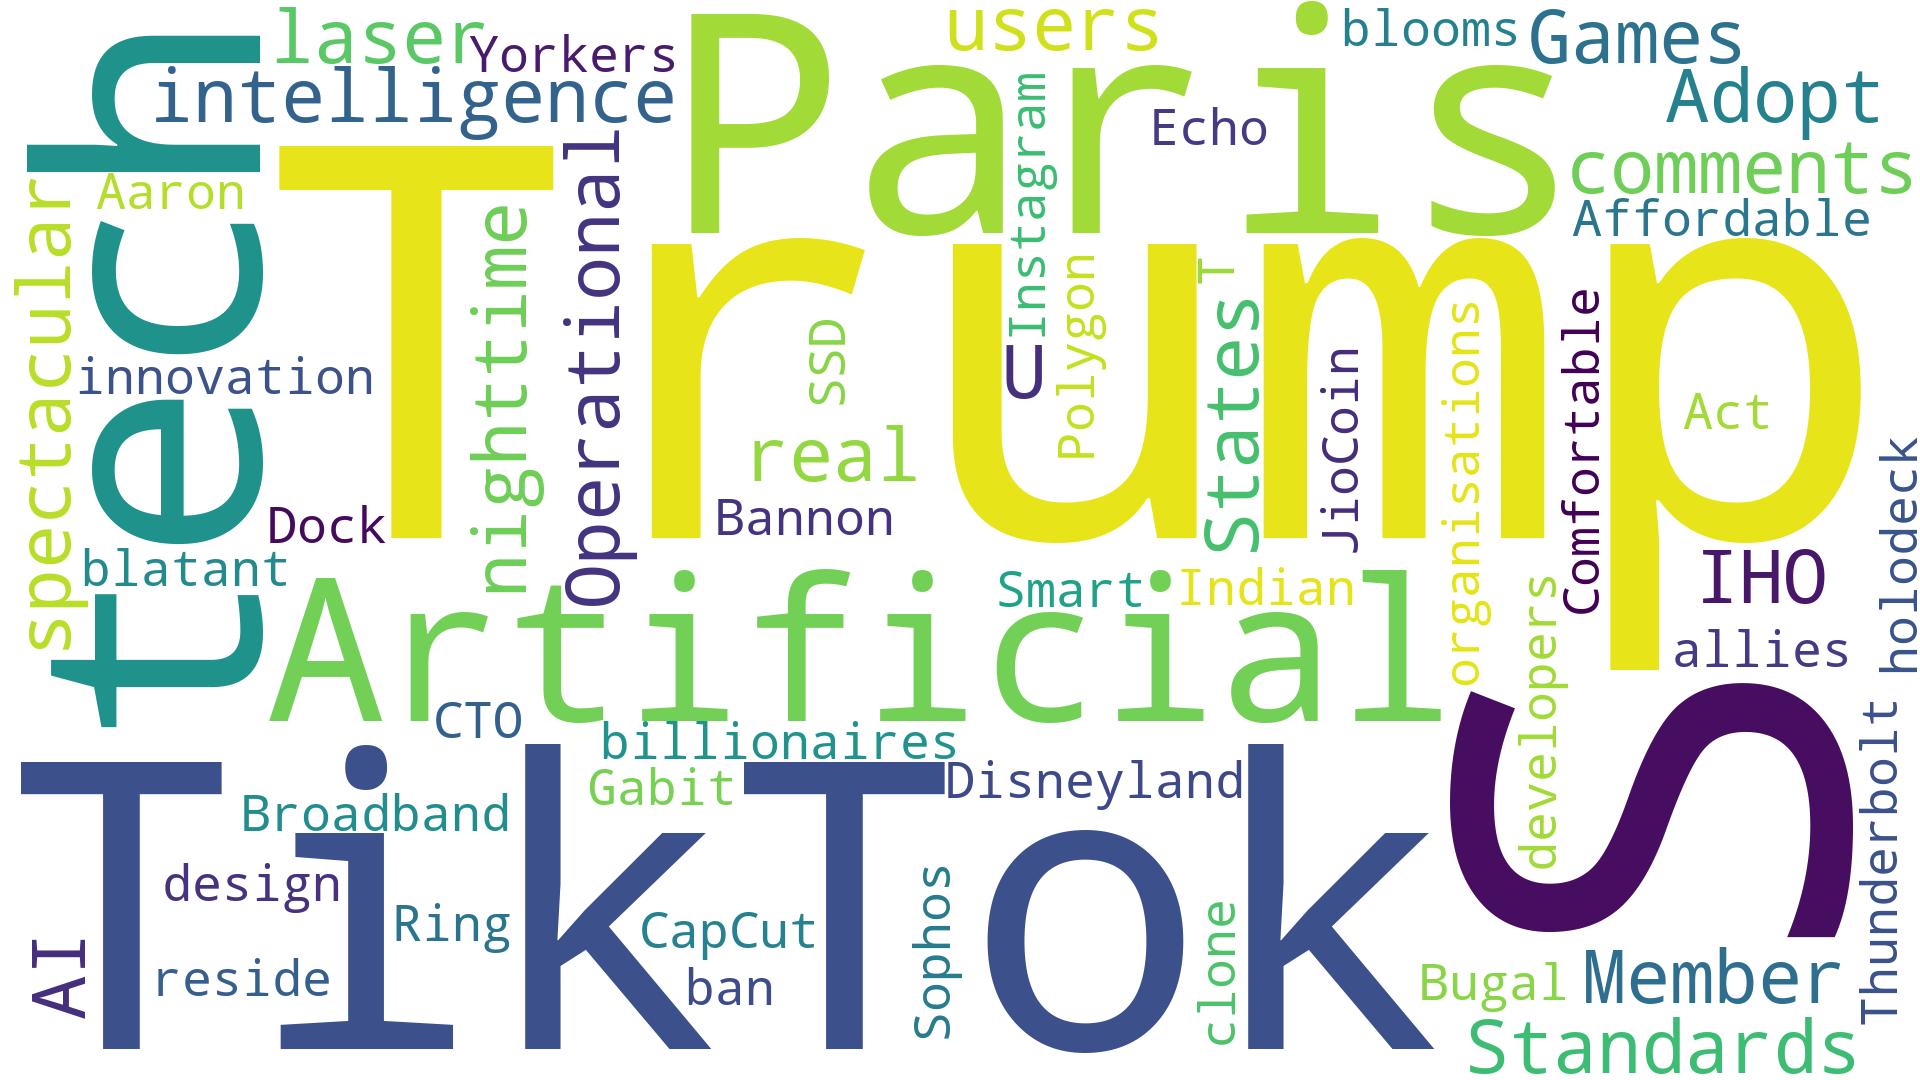 laser
Yorkers
users
blooms
Games
intelligence
Paris
Adopt
tech
Aaron
Echo
comments
Affordable
spectacular
Trump
nighttime
Operational
Instagram
Polygon
T
States
U
SSD
JioCoin
organisations
Comfortable
Act
innovation
real
Bannon
Dock
holodeck
blatant
Artificial
Smart
Indian
IHO
allies
developers
CTO
billionaires
S
Thunderbolt
TikTok
Gabit
Disneyland
Broadband
design
Ring
CapCut
Sophos
clone
AI
reside
ban
Bugal
Member
Standards